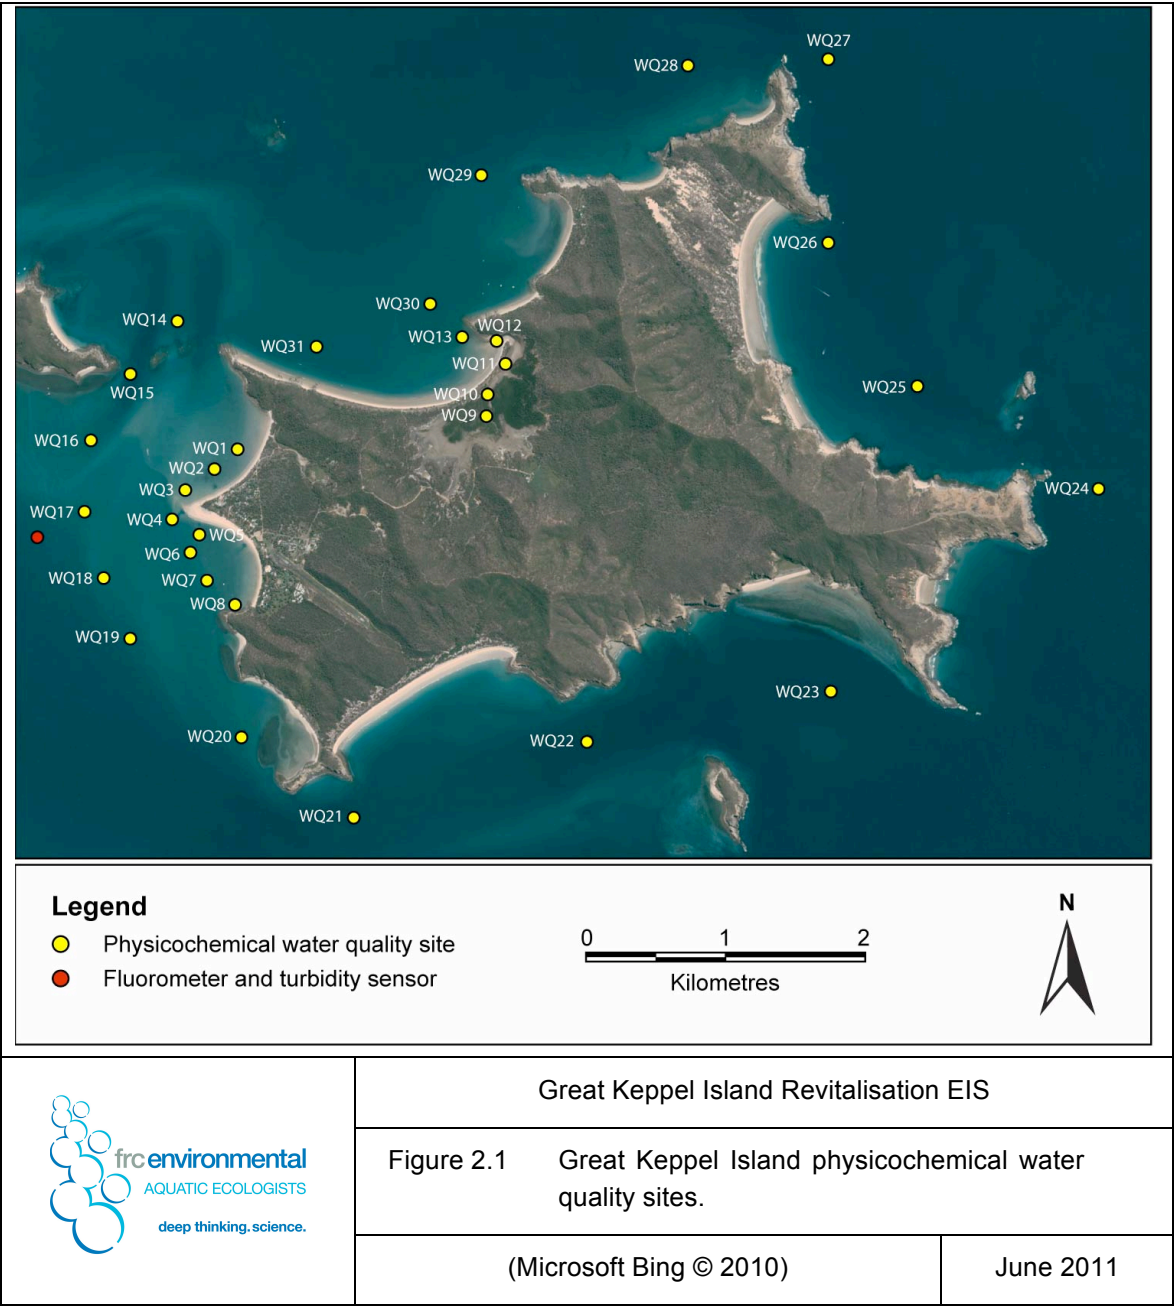 WQ27
WQ28
WQ29
WQ26
WQ30
WQ14
WQ12
WQ13
WQ31
WQ11
WQ15
WQ25
WQ10
WQ9
WQ16
WQ1
WQ2
WQ3
WQ24
WQ17
WQ4
WQ5
WQ6
WQ18
WQ7
WQ8
WQ19
WQ23
WQ20
WQ22
WQ21
Legend
Physicochemical water quality site
Fluorometer and turbidity sensor
0 1 2
Kilometres
N
frcenvironmental
AQUATIC ECOLOGISTS
deep thinking.science.
Great Keppel Island Revitalisation EIS
Figure 2.1 Great Keppel Island physicochemical water
quality sites.
(Microsoft Bing © 2010)
June 2011